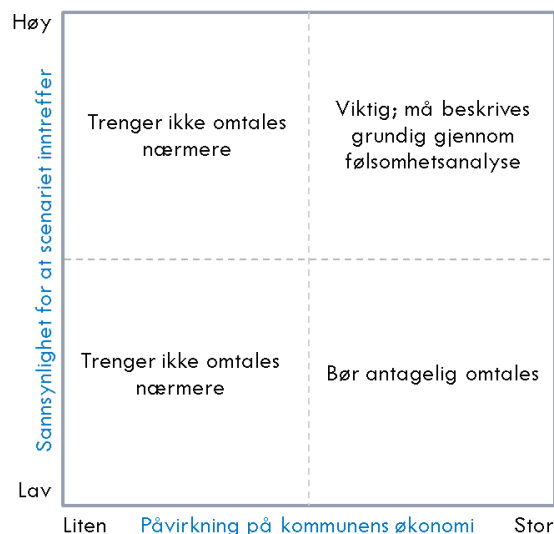 Høy
Trenger ikke omtales
nærmere
Viktig; må beskrives
grundig gjennom
følsomhetsanalyse
Sannsynlighet for at scenariet inntreffer
Trenger ikke omtales
nærmere
Bør antagelig omtales
Lav
Liten Påvirkning på kommunens økonomi Stor